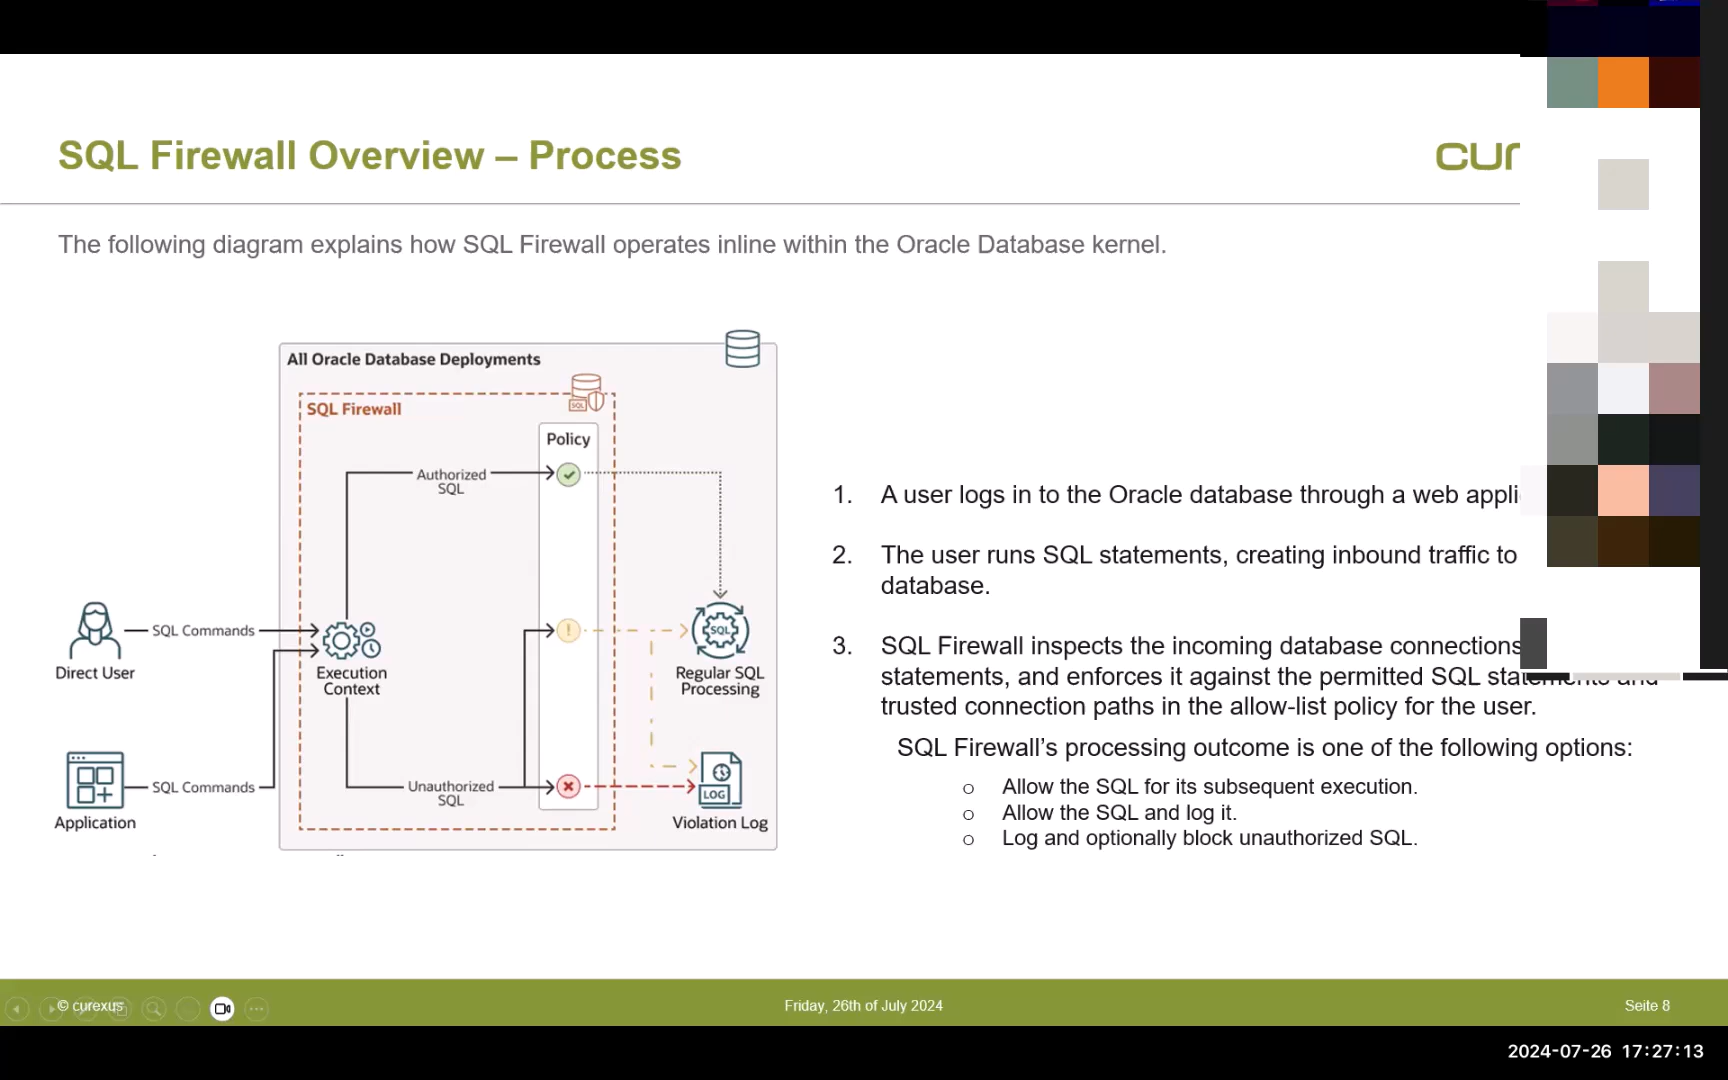 SQL Firewall Overview – Process
The following diagram explains how SQL Firewall operates inline within the Oracle Database kernel.
All Oracle Database Deployments
SQL Firewall
SQL
Policy
Authorized
SQL
SQL Commands
Direct User
Execution
Context
SQL
Regular SQL
Processing
SQL Commands
Application
Unauthorized
SQL
LOG
Violation Log
1. A user logs in to the Oracle database through a web
2. The user runs SQL statements, creating inbound traffic to
database.
3. SQL Firewall inspects the incoming database connections
statements, and enforces it against the permitted SQL statements and
trusted connection paths in the allow-list policy for the user.
SQL Firewall’s processing outcome is one of the following options:
o Allow the SQL for its subsequent execution.
o Allow the SQL and log it.
o Log and optionally block unauthorized SQL.
© curexus
Friday, 26th of July 2024
Seite 8
2024-07-26 17:27:13